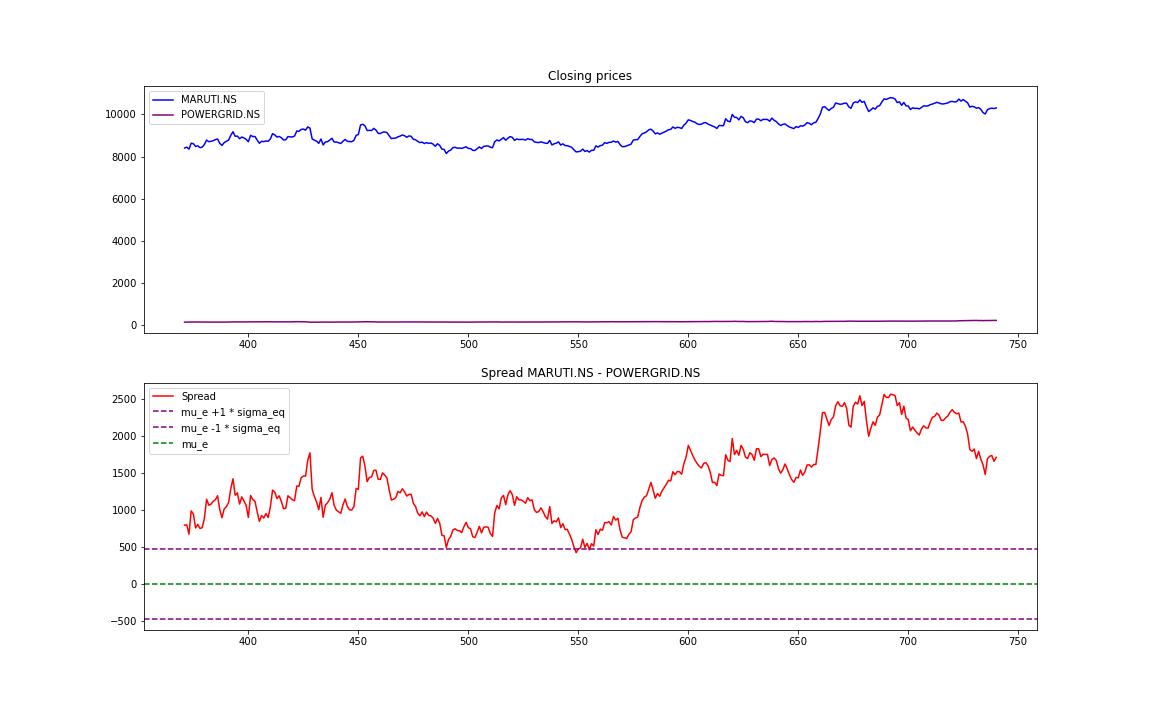 Closing prices
MARUTI.NS
POWERGRID.NS
10000
8000
6000
4000
2000
0
400 450 500 550 600 650 700 750
Spread MARUTI.NS - POWERGRID.NS
Spread
mu_e +1 * sigma_eq
mu_e -1 * sigma_eq
mu_e
2500
2000
1500
1000
500
0
−500
400 450 500 550 600 650 700 750